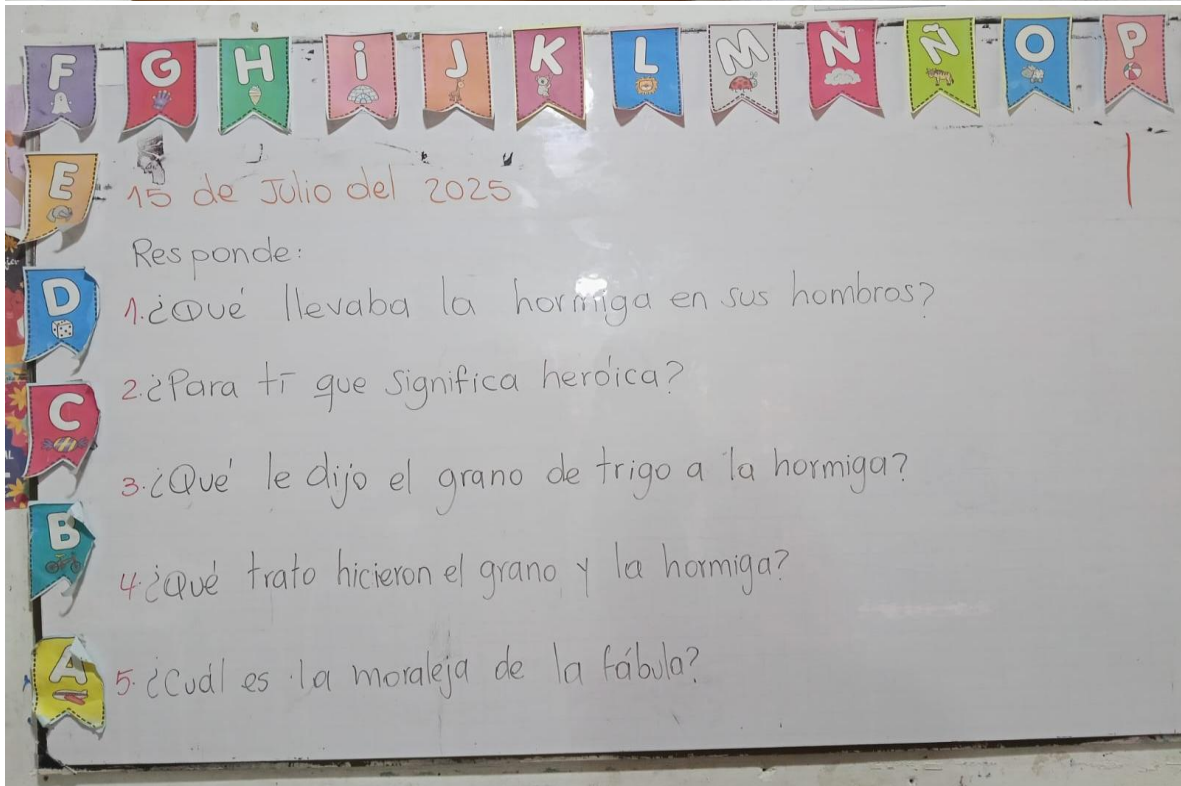 F G H i J K L M N Ñ O P
E
15 de Julio del 2025
Responde:
D
1. ¿Qué llevaba la hormiga en sus hombros?
2. ¿Para tí que significa heróica?
C
3. ¿Qué le dijo el grano de trigo a la hormiga?
B
4. ¿Qué trato hicieron el grano y la hormiga?
A
5. ¿Cuál es la moraleja de la fábula?